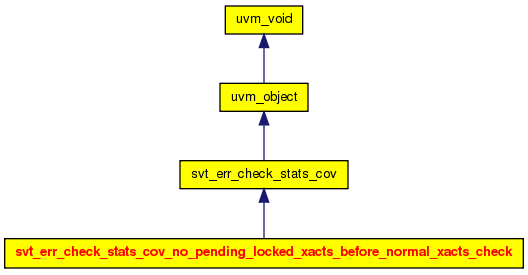 uvm_void
uvm_object
svt_err_check_stats_cov
svt_err_check_stats_cov_no_pending_locked_xacts_before_normal_xacts_check